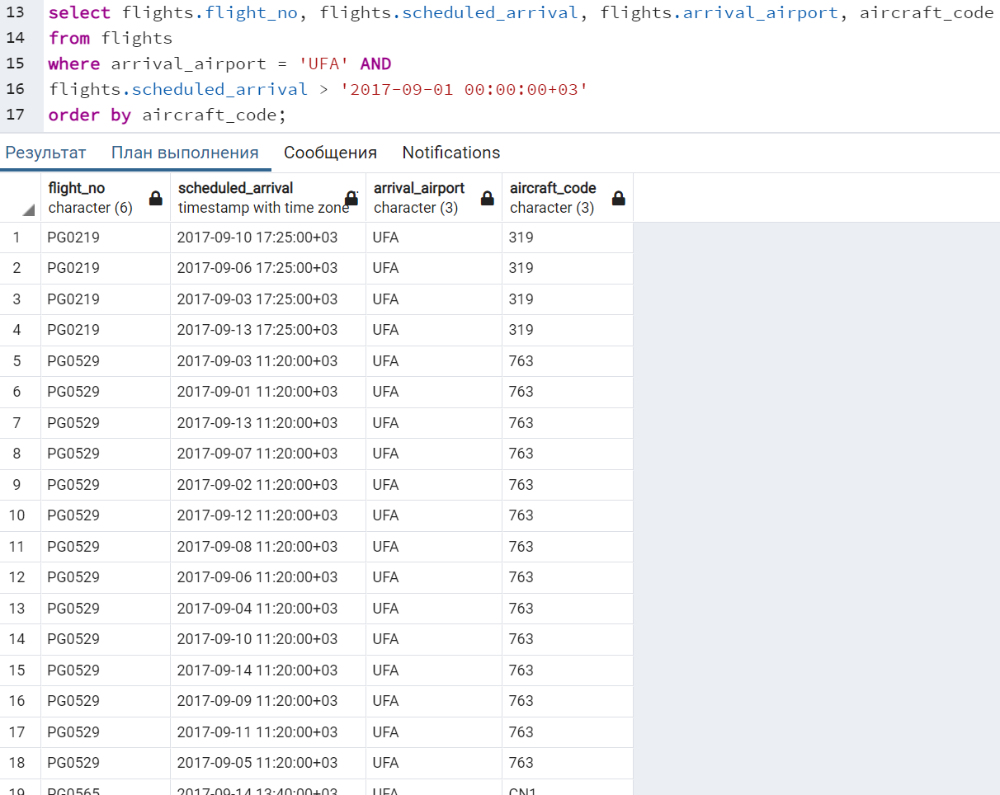 13 select flights.flight_no, flights.scheduled_arrival, flights.arrival_airport, aircraft_code
14 from flights
15 where arrival_airport = 'UFA' AND
16 flights.scheduled_arrival > '2017-09-01 00:00:00+03'
17 order by aircraft_code;
Результат План выполнения Сообщения Notifications
flight_no scheduled_arrival arrival_airport aircraft_code
character (6) timestamp with time zone character (3) character (3)
1 PG0219 2017-09-10 17:25:00+03 UFA 319
2 PG0219 2017-09-06 17:25:00+03 UFA 319
3 PG0219 2017-09-03 17:25:00+03 UFA 319
4 PG0219 2017-09-13 17:25:00+03 UFA 319
5 PG0529 2017-09-03 11:20:00+03 UFA 763
6 PG0529 2017-09-01 11:20:00+03 UFA 763
7 PG0529 2017-09-13 11:20:00+03 UFA 763
8 PG0529 2017-09-07 11:20:00+03 UFA 763
9 PG0529 2017-09-02 11:20:00+03 UFA 763
10 PG0529 2017-09-12 11:20:00+03 UFA 763
11 PG0529 2017-09-08 11:20:00+03 UFA 763
12 PG0529 2017-09-06 11:20:00+03 UFA 763
13 PG0529 2017-09-04 11:20:00+03 UFA 763
14 PG0529 2017-09-10 11:20:00+03 UFA 763
15 PG0529 2017-09-14 11:20:00+03 UFA 763
16 PG0529 2017-09-09 11:20:00+03 UFA 763
17 PG0529 2017-09-11 11:20:00+03 UFA 763
18 PG0529 2017-09-05 11:20:00+03 UFA 763
19 PG0565 2017-09-14 13:40:00+03 UFA CN1